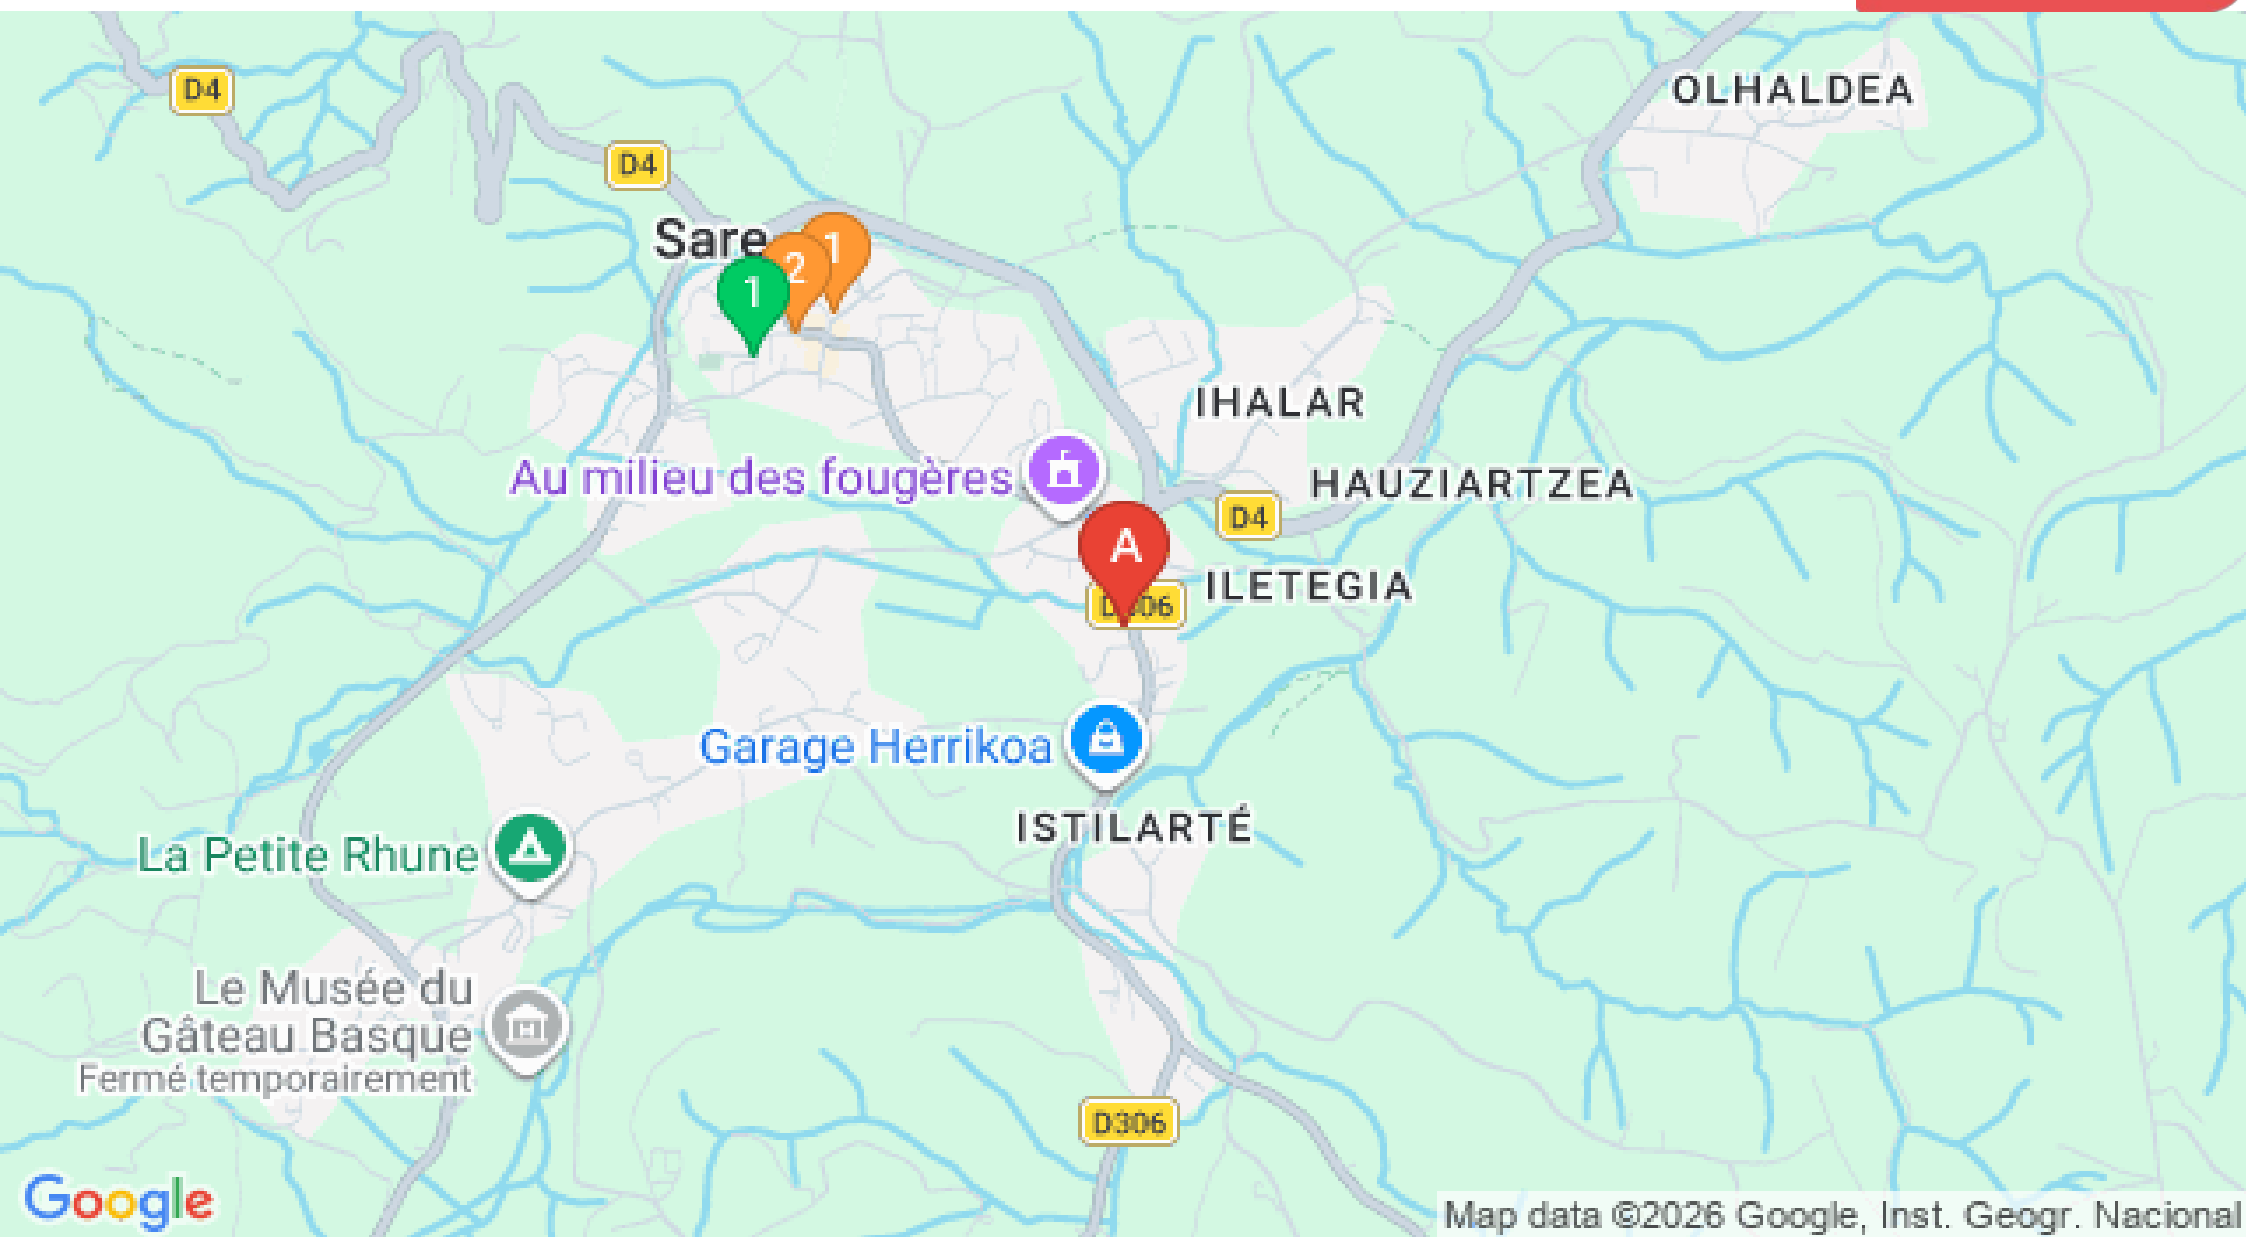 OLHALDEA
D4
D4
Sare
1
2
1
IHALAR
Au milieu des fougères
HAUZIARTZEA
D4
A
ILETEGIA
Garage Herrikoa
ISTILARTÉ
La Petite Rhune
Le Musée du
Gâteau Basque
Fermé temporairement
D306
Google
Map data ©2026 Google, Inst. Geogr. Nacional